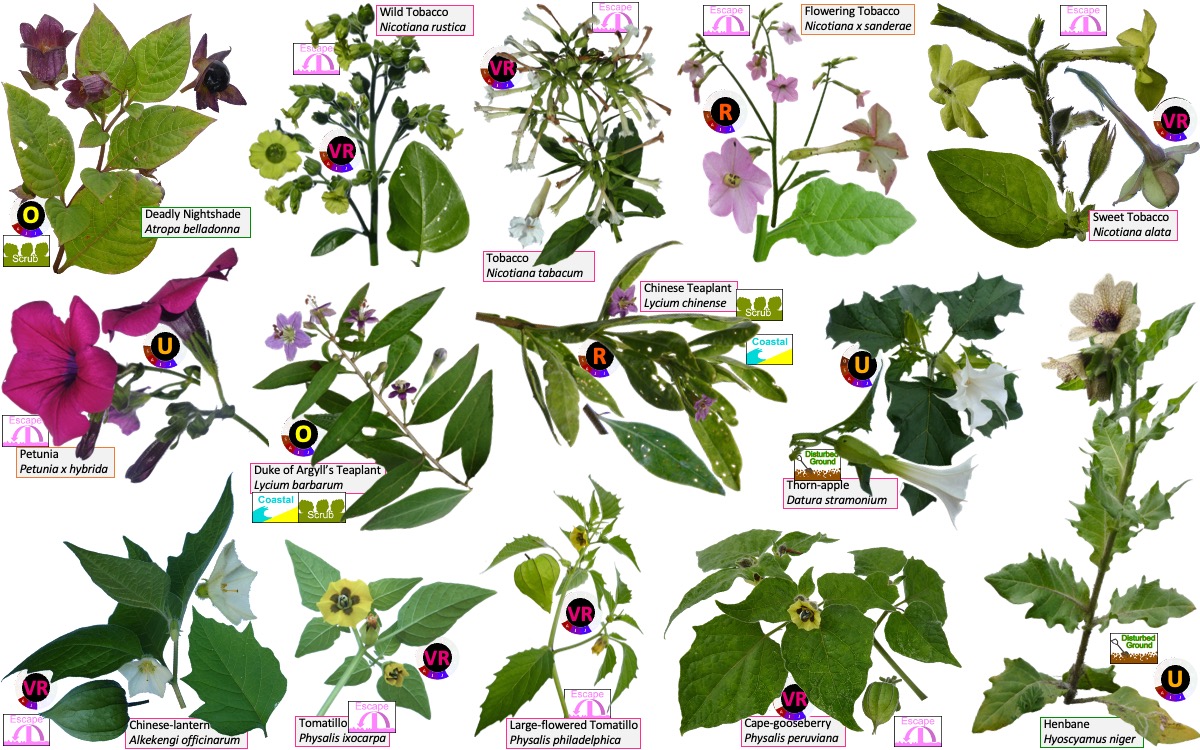 Escape
Wild Tobacco
Nicotiana rustica
VR
Escape
VR
Tobacco
Nicotiana tabacum
Escape
R
Flowering Tobacco
Nicotiana x sanderae
Escape
VR
Sweet Tobacco
Nicotiana alata
O
Scrub
Deadly Nightshade
Atropa belladonna
U
Escape
Petunia
Petunia x hybrida
O
Duke of Argyll's Teaplant
Lycium barbarum
Coastal
Scrub
Chinese Teaplant
Lycium chinense
Scrub
Coastal
R
U
Disturbed
Ground
Thorn-apple
Datura stramonium
VR
Escape
Chinese-lantern
Alkekengi officinarum
VR
Tomatillo
Escape
Physalis ixocarpa
VR
Escape
Large-flowered Tomatillo
Physalis philadelphica
VR
Cape-gooseberry
Physalis peruviana
Escape
Disturbed
Ground
U
Henbane
Hyoscyamus niger